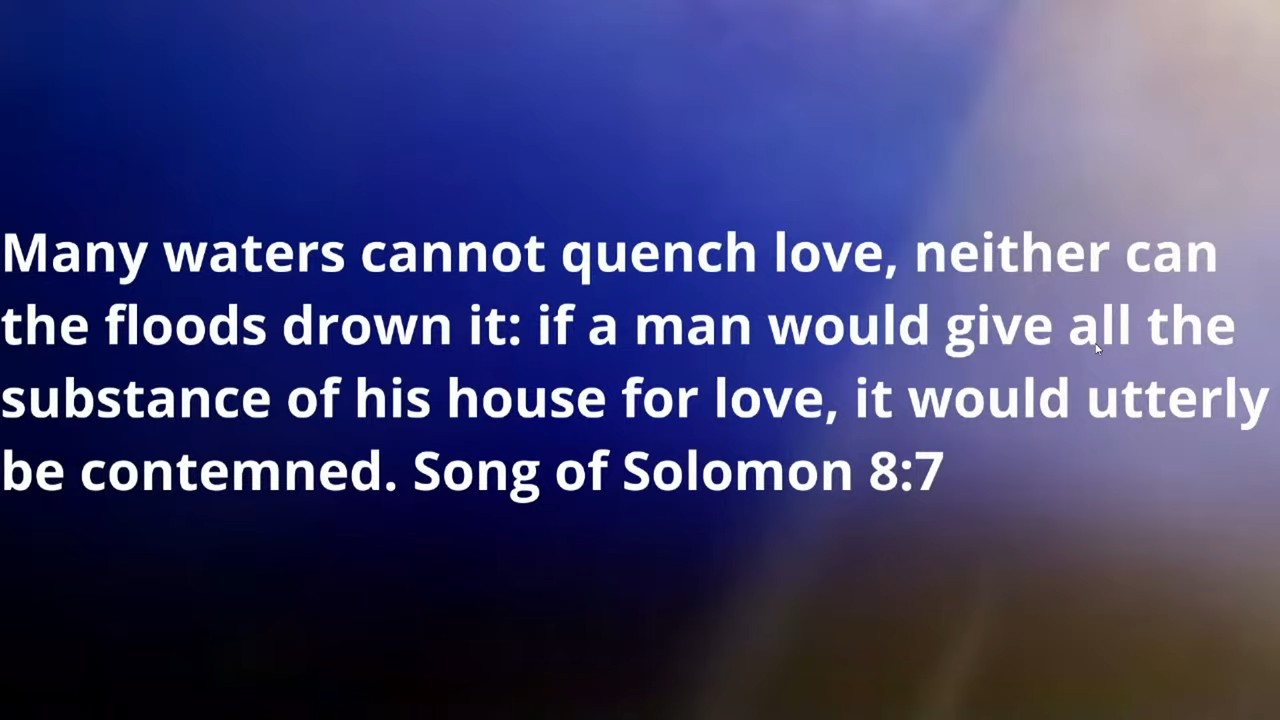 Many waters cannot quench love, neither can
the floods drown it: if a man would give all the
substance of his house for love, it would utterly
be contemned. Song of Solomon 8:7